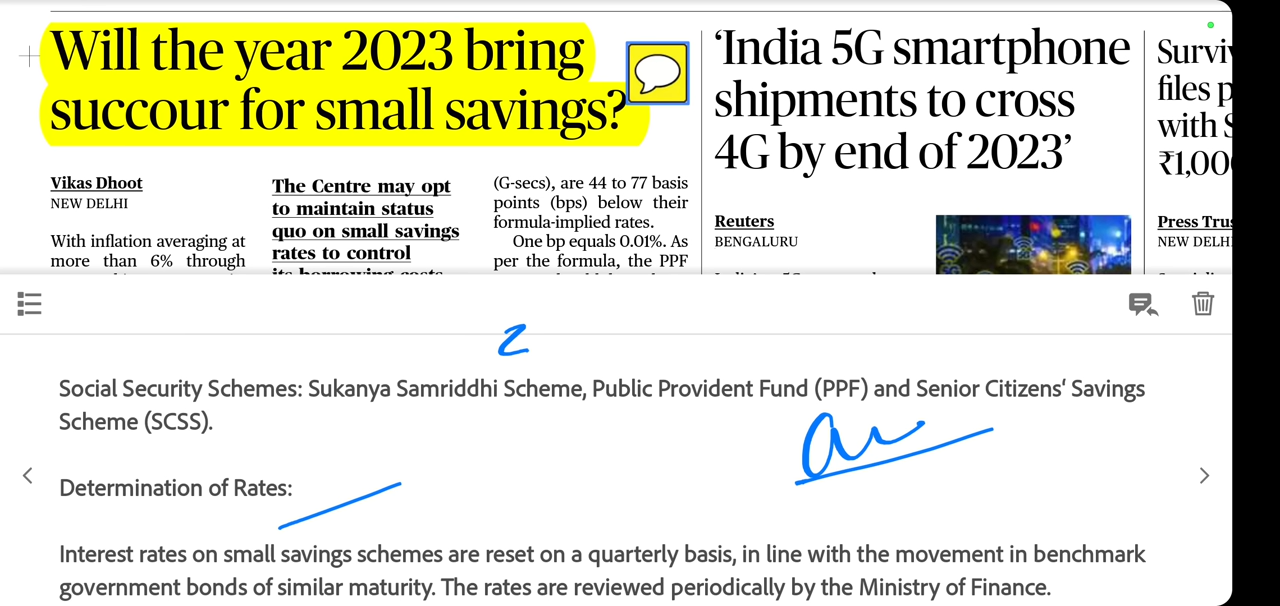 Will the year 2023 bring
succour for small savings?
Vikas Dhoot
NEW DELHI
With inflation averaging at
more than 6% through
The Centre may opt
to maintain status
quo on small savings
rates to control
its borrowing costs
(G-secs), are 44 to 77 basis
points (bps) below their
formula-implied rates.
One bp equals 0.01%. As
per the formula, the PPF
‘India 5G smartphone
shipments to cross
4G by end of 2023’
Reuters
BENGALURU
files
with
Press
2
Social Security Schemes: Sukanya Samriddhi Scheme, Public Provident Fund (PPF) and Senior Citizens’ Savings
Scheme (SCSS).
Determination of Rates:
Interest rates on small savings schemes are reset on a quarterly basis, in line with the movement in benchmark
government bonds of similar maturity. The rates are reviewed periodically by the Ministry of Finance.